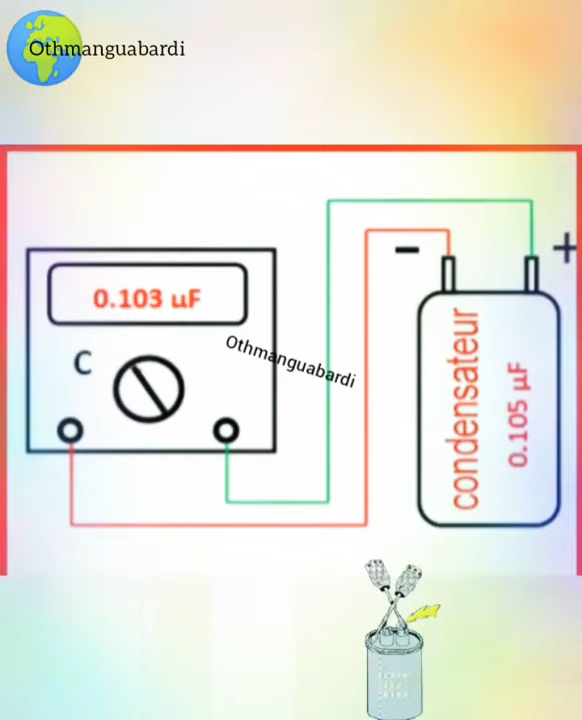 Othmanguabardi
− +
0.103 uF
C
Othmanguabardi
condensateur
0.105 µF